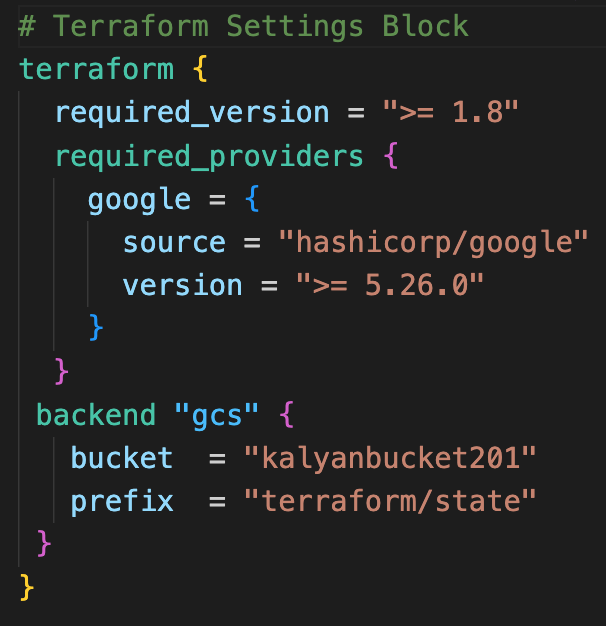 # Terraform Settings Block
terraform {
  required_version = ">= 1.8"
  required_providers {
    google = {
      source = "hashicorp/google"
      version = ">= 5.26.0"
    }
  }
 backend "gcs" {
   bucket  = "kalyanbucket201"
   prefix  = "terraform/state"
 }
}